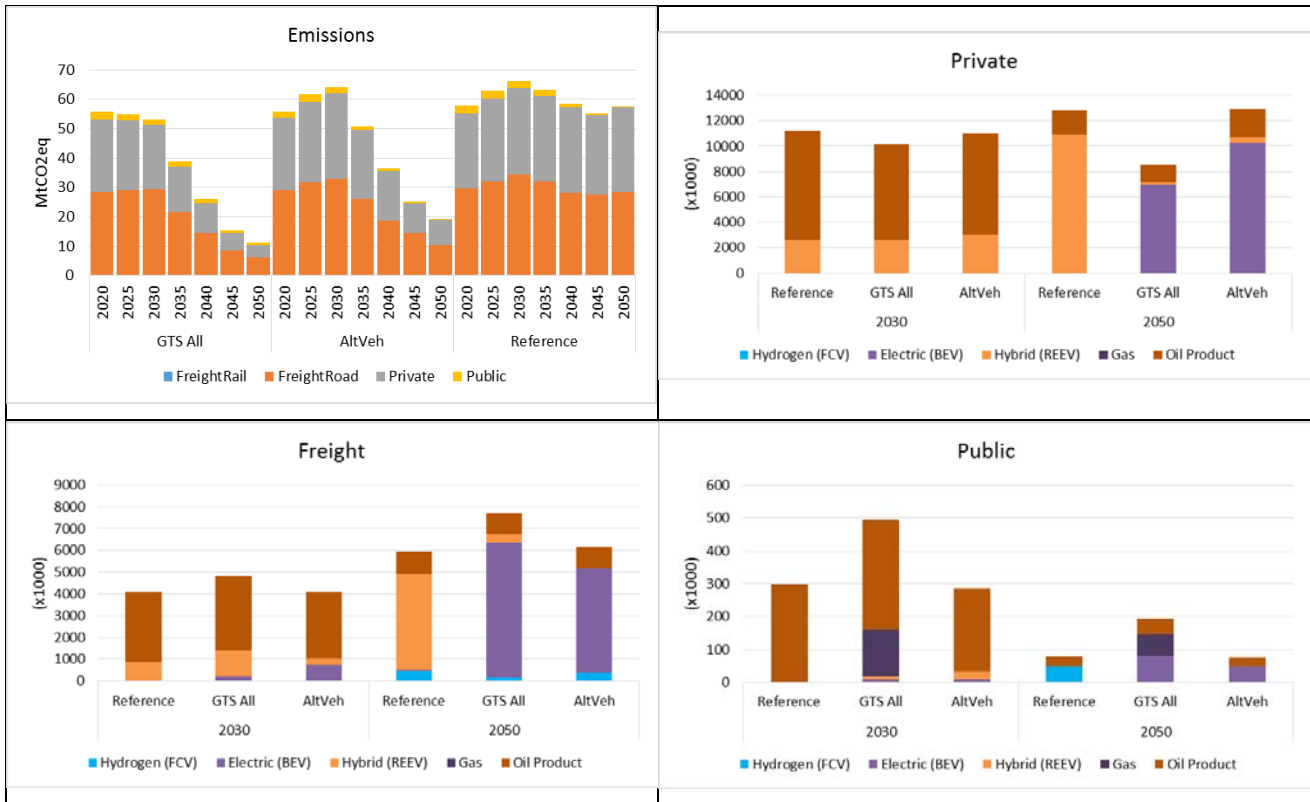 Emissions
MtCO2eq
70
60
50
40
30
20
10
0
2020 2025 2030 2035 2040 2045 2050 2020 2025 2030 2035 2040 2045 2050 2020 2025 2030 2035 2040 2045 2050
GTS All AltVeh Reference
FreightRail FreightRoad Private Public
Private
(x1000)
14000
12000
10000
8000
6000
4000
2000
0
Reference GTS All AltVeh Reference GTS All AltVeh
2030 2050
Hydrogen (FCV) Electric (BEV) Hybrid (REEV) Gas Oil Product
Freight
(x1000)
9000
8000
7000
6000
5000
4000
3000
2000
1000
0
Reference GTS All AltVeh Reference GTS All AltVeh
2030 2050
Hydrogen (FCV) Electric (BEV) Hybrid (REEV) Gas Oil Product
Public
(x1000)
600
500
400
300
200
100
0
Reference GTS All AltVeh Reference GTS All AltVeh
2030 2050
Hydrogen (FCV) Electric (BEV) Hybrid (REEV) Gas Oil Product